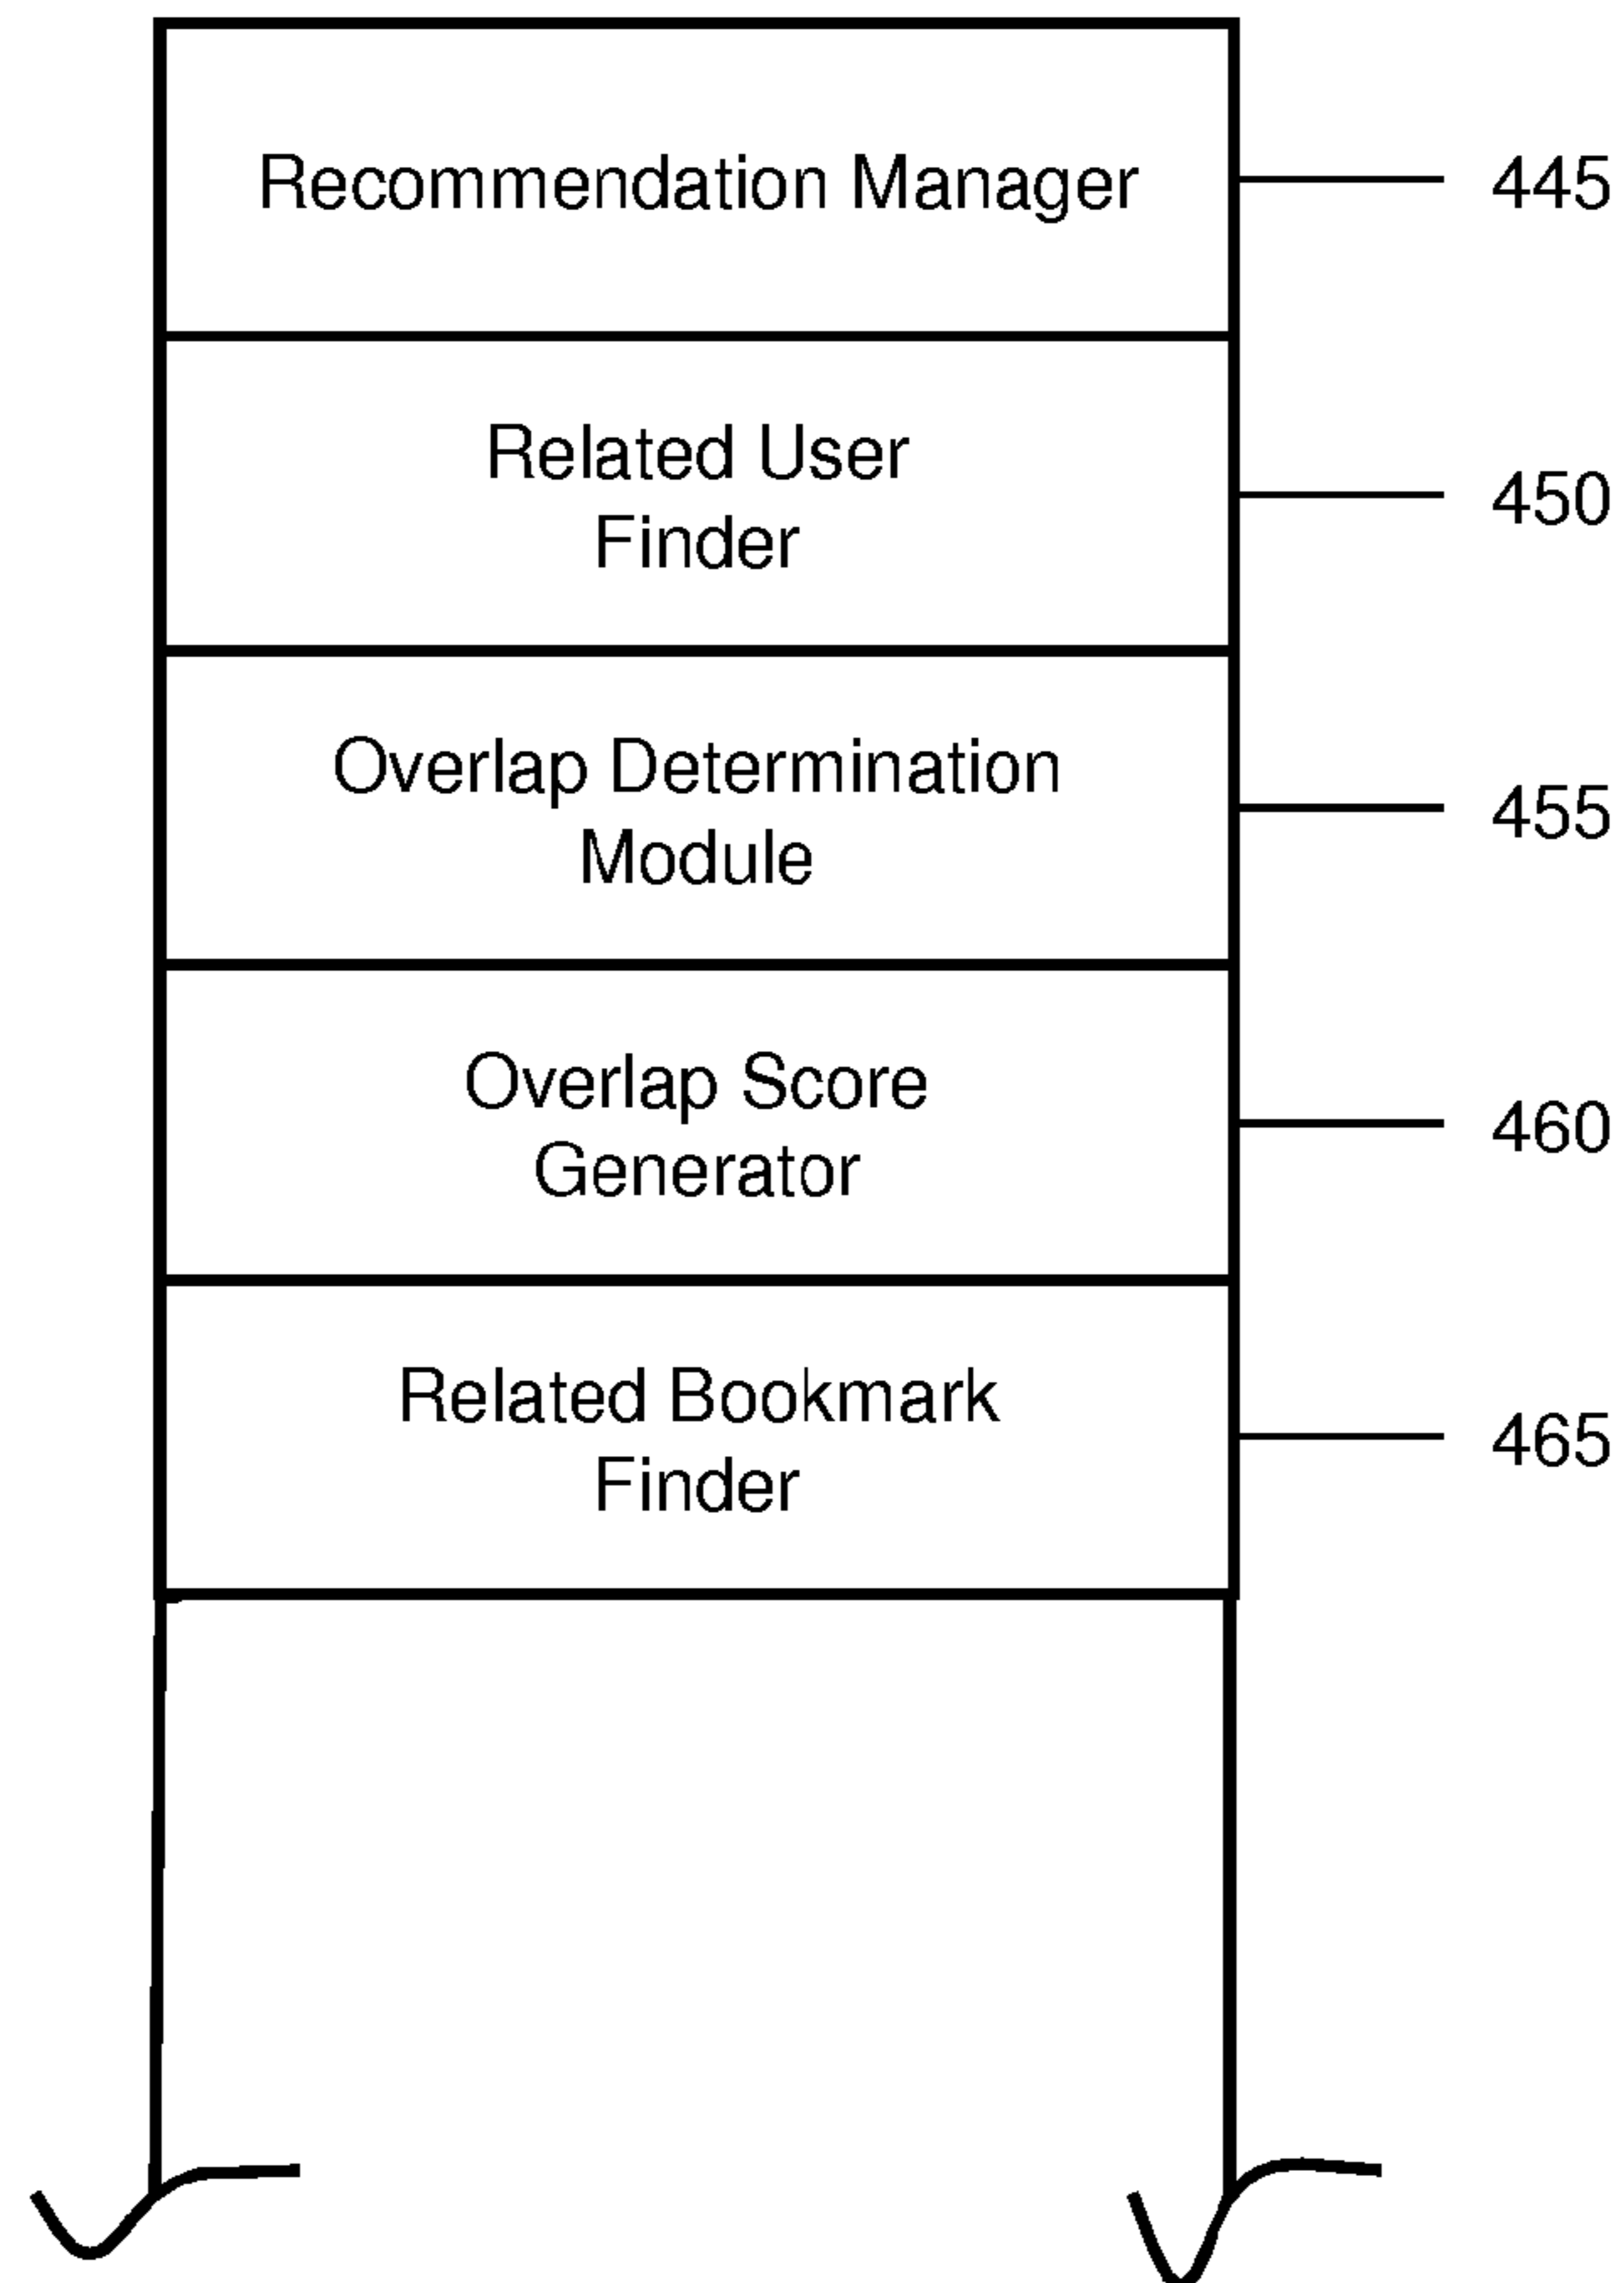 Recommendation Manager
445
Related User
Finder
450
Overlap Determination
Module
455
Overlap Score
Generator
460
Related Bookmark
Finder
465